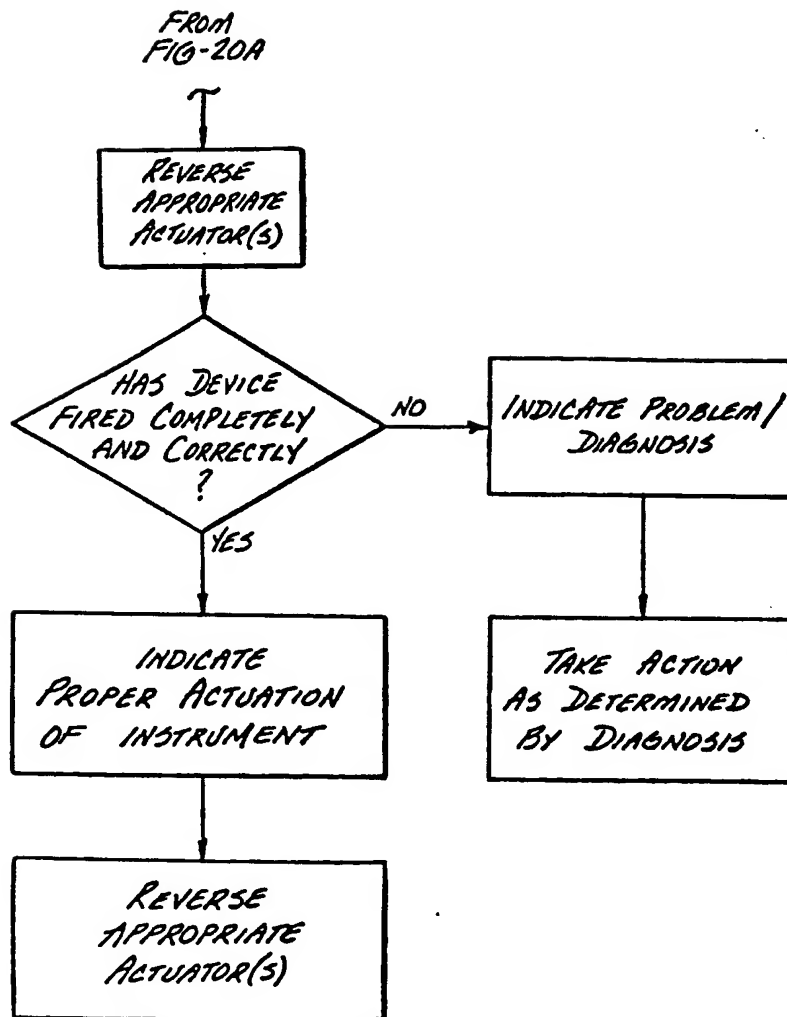 FROM
FIG-20A
REVERSE
APPROPRIATE
ACTUATOR(S)
HAS DEVICE
FIRED COMPLETELY
AND CORRECTLY
?
NO
INDICATE PROBLEM/
DIAGNOSIS
YES
INDICATE
PROPER ACTUATION
OF INSTRUMENT
TAKE ACTION
AS DETERMINED
BY DIAGNOSIS
REVERSE
APPROPRIATE
ACTUATOR(S)